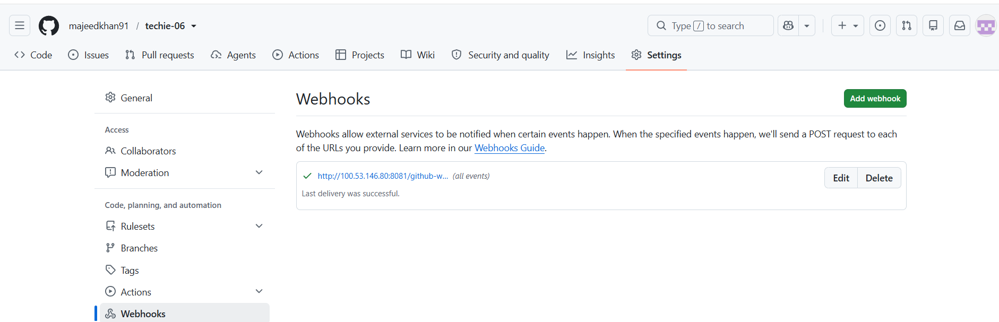 majeedkhan91 / techie-06
Type / to search
Code Issues Pull requests Agents Actions Projects Wiki Security and quality Insights Settings
General
Access
Collaborators
Moderation
Code, planning, and automation
Rulesets
Branches
Tags
Actions
Webhooks
Webhooks
Add webhook
Webhooks allow external services to be notified when certain events happen. When the specified events happen, we'll send a POST request to each
of the URLs you provide. Learn more in our Webhooks Guide.
http://100.53.146.80:8081/github-w... (all events)
Edit Delete
Last delivery was successful.